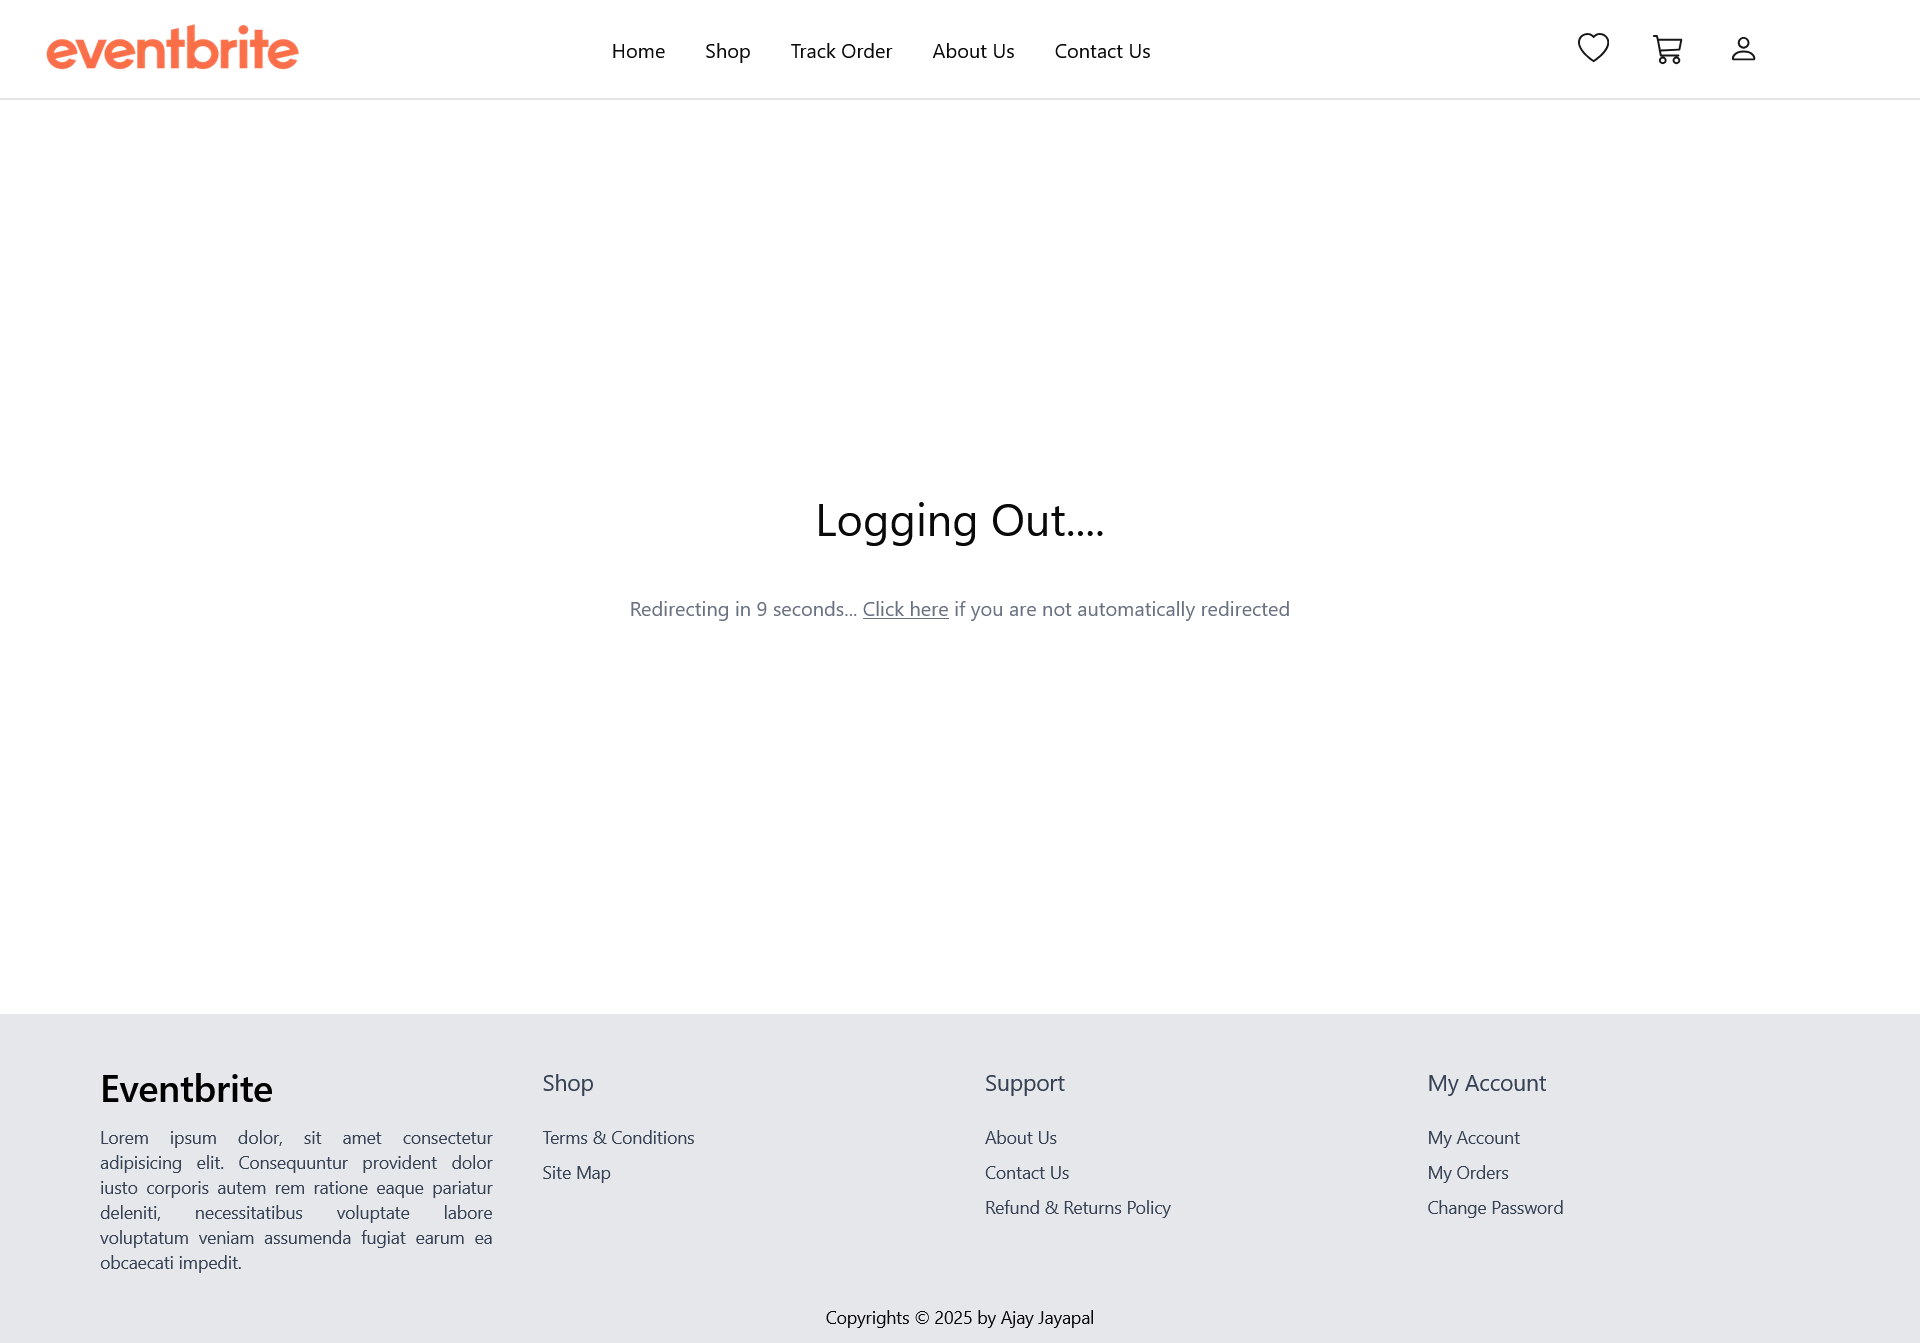 eventbrite
Home Shop Track Order About Us Contact Us
Logging Out....
Redirecting in 9 seconds... Click here if you are not automatically redirected
Eventbrite
Lorem ipsum dolor, sit amet consectetur
adipisicing elit. Consequuntur provident dolor
iusto corporis autem rem ratione eaque pariatur
deleniti, necessitatibus voluptate labore
voluptatum veniam assumenda fugiat earum ea
obcaecati impedit.
Shop
Terms & Conditions
Site Map
Support
About Us
Contact Us
Refund & Returns Policy
My Account
My Account
My Orders
Change Password
Copyrights © 2025 by Ajay Jayapal